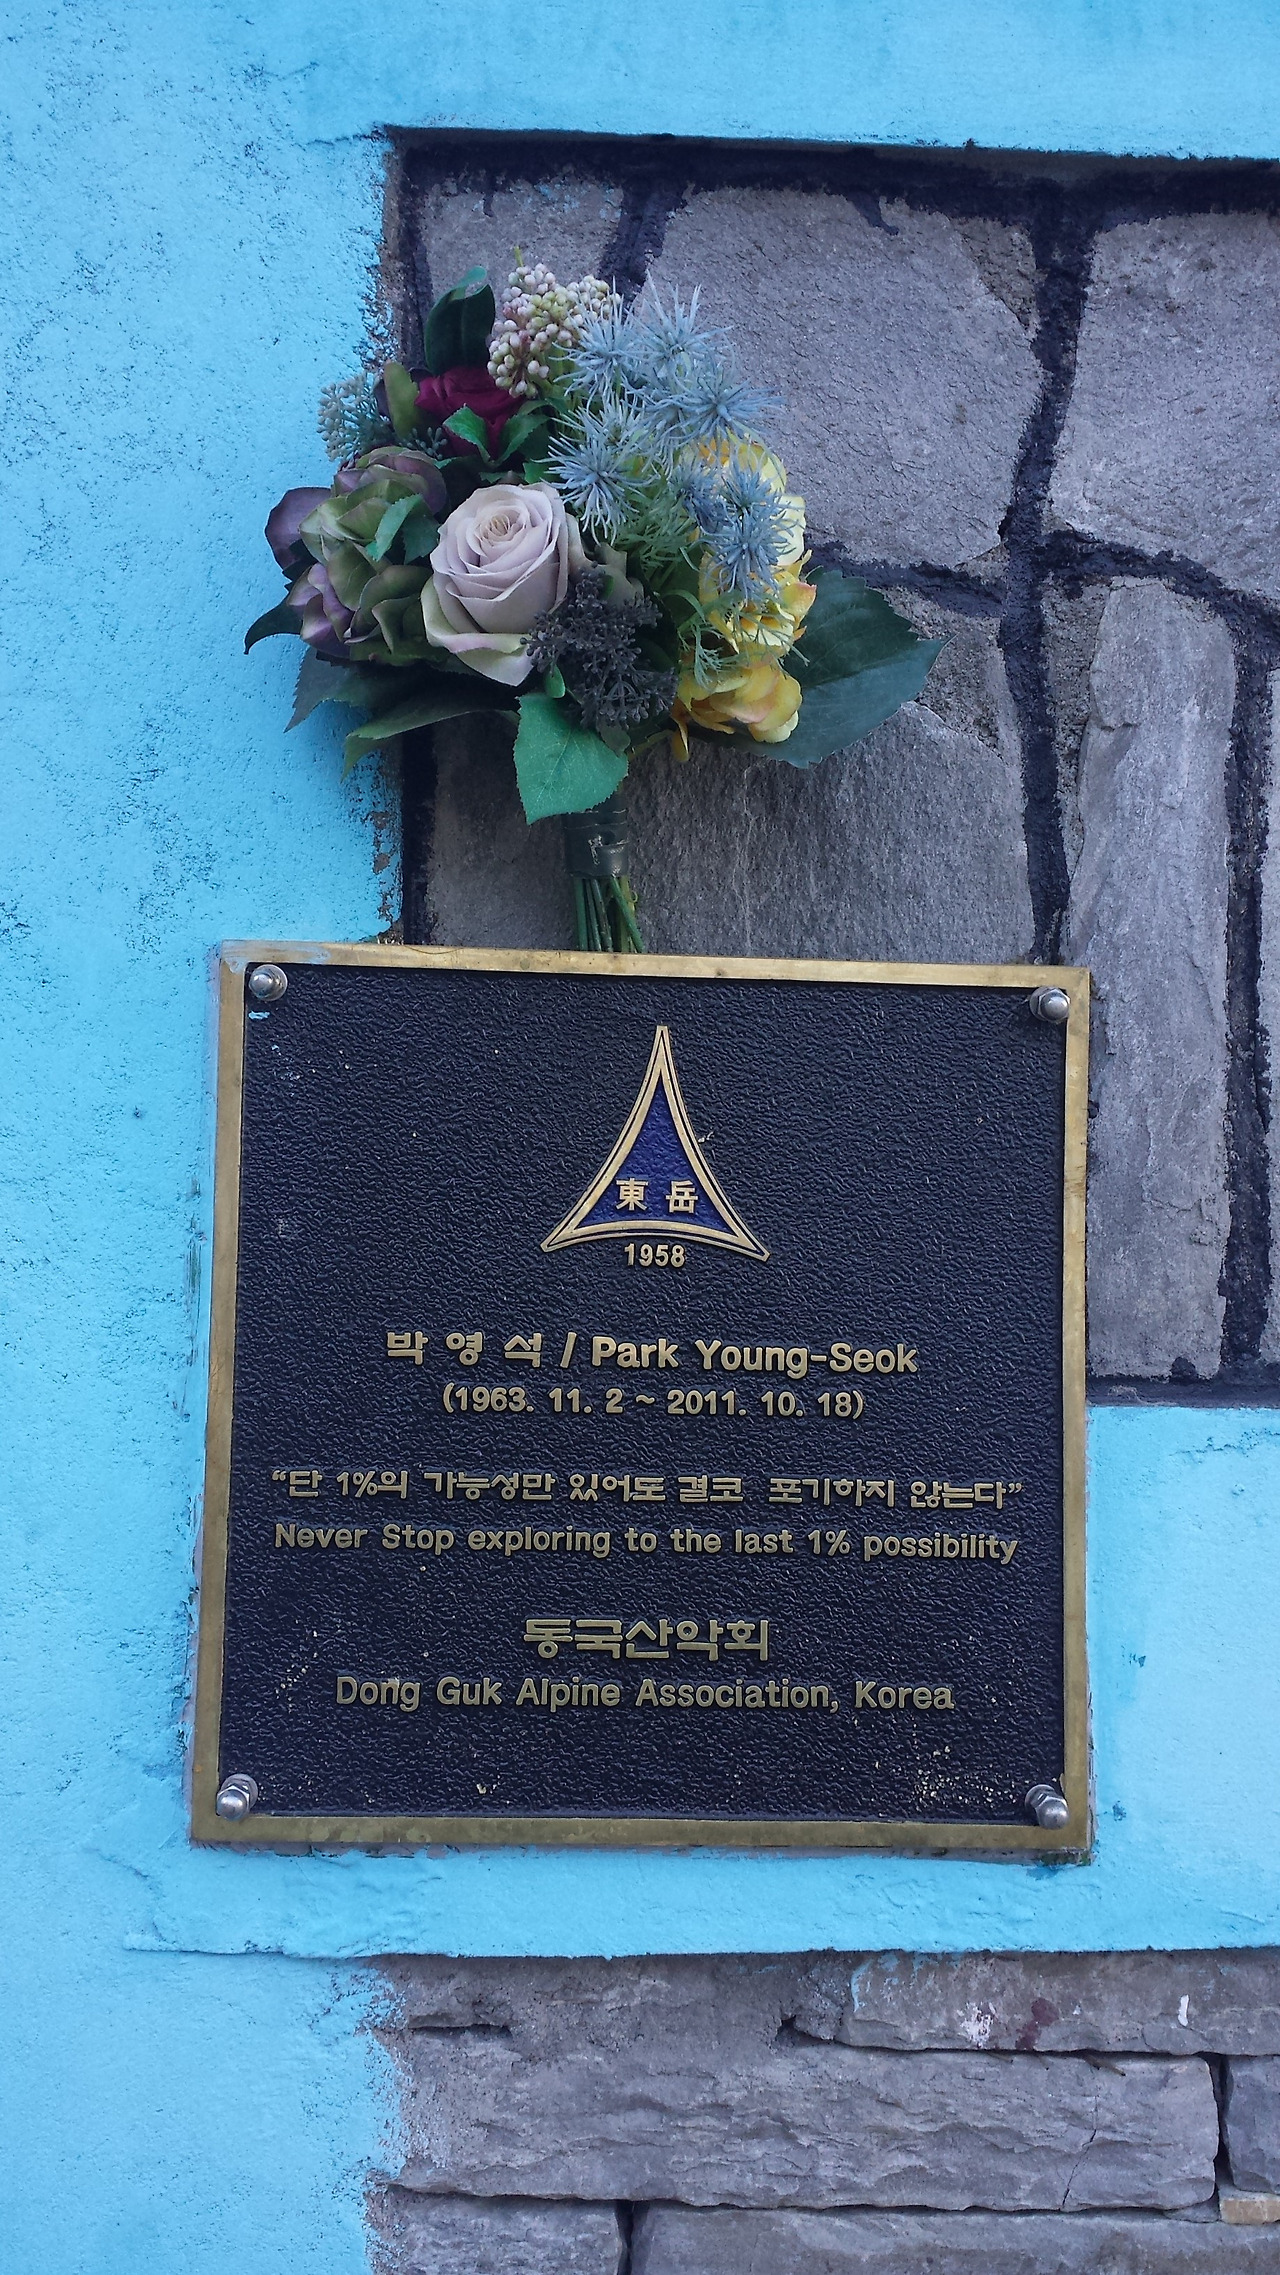 東岳
1958
박 영 석 / Park Young-Seok
(1963. 11. 2 ~ 2011. 10. 18)
“단 1%의 가능성만 있어도 결코 포기하지 않는다”
Never Stop exploring to the last 1% possibility
동국산악회
Dong Guk Alpine Association, Korea